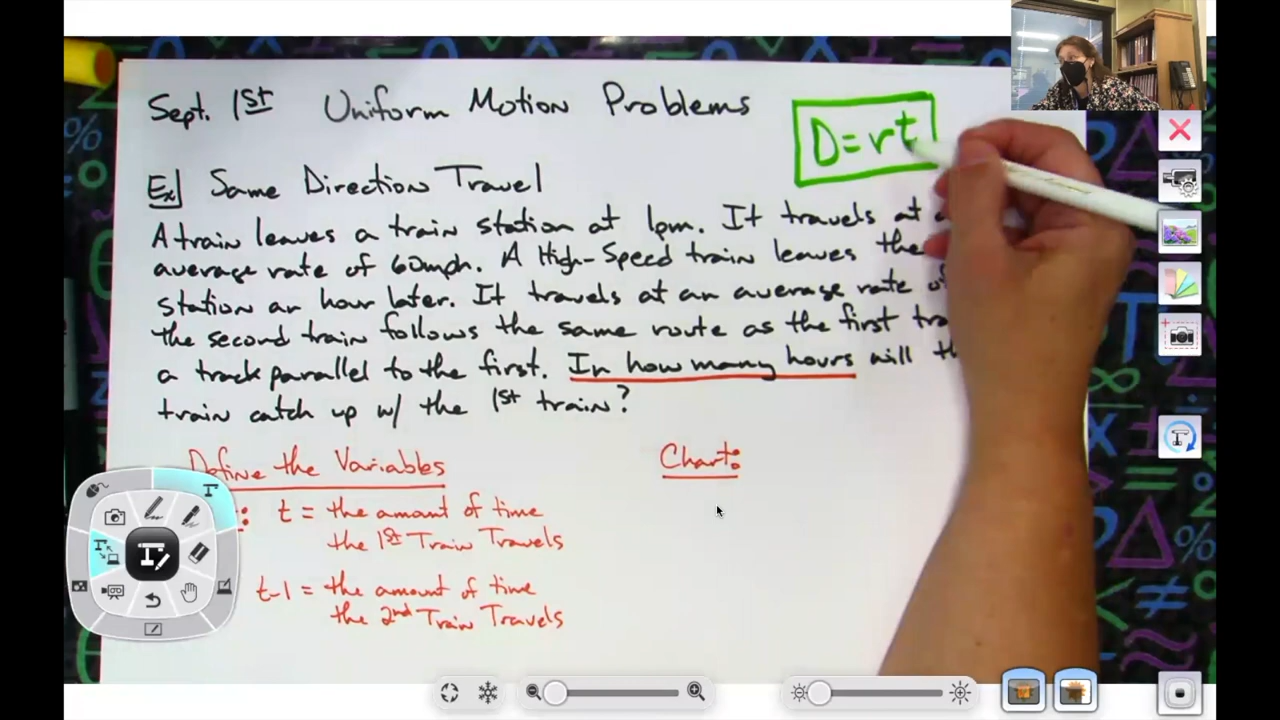 Sept. 1st Uniform Motion Problems
D=rt
Ex Same Direction Travel
A train leaves a train station at 1pm. It travels at
average rate of 60mph. A High-Speed train leaves the
station an hour later. It travels at an average rate of
the second train follows the same route as the first
a track parallel to the first. In how many hours will
train catch up w/ the 1st train?
Define the Variables
Chart:
t = the amount of time
the 1st Train Travels
t-1 = the amount of time
the 2nd Train Travels